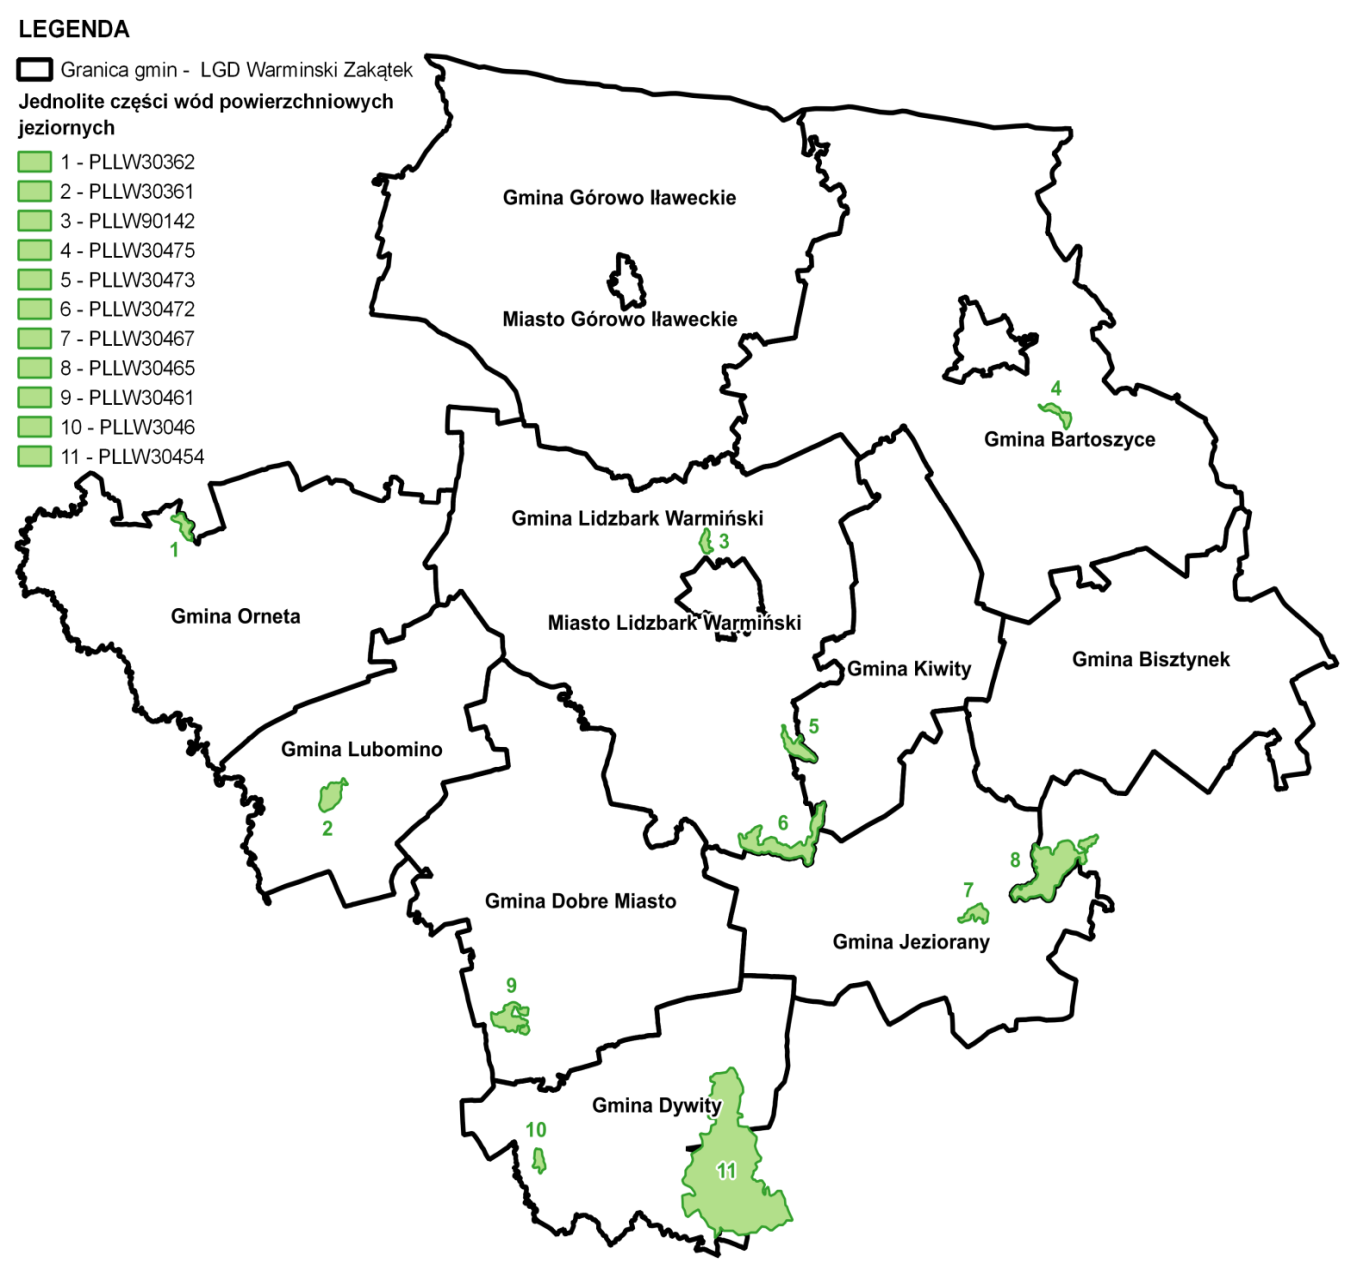 LEGENDA
Granica gmin - LGD Warminski Zakątek
Jednolite części wód powierzchniowych
jeziornych
1 - PLLW30362
2 - PLLW30361
3 - PLLW90142
4 - PLLW30475
5 - PLLW30473
6 - PLLW30472
7 - PLLW30467
8 - PLLW30465
9 - PLLW30461
10 - PLLW3046
11 - PLLW30454
Gmina Górowo Iławeckie
Miasto Górowo Iławeckie
4
Gmina Bartoszyce
Gmina Lidzbark Warmiński
3
1
Gmina Orneta
Miasto Lidzbark Warmiński
Gmina Kiwity
Gmina Bisztynek
5
Gmina Lubomino
2
6
8
7
Gmina Dobre Miasto
Gmina Jeziorany
9
Gmina Dywity
10
11